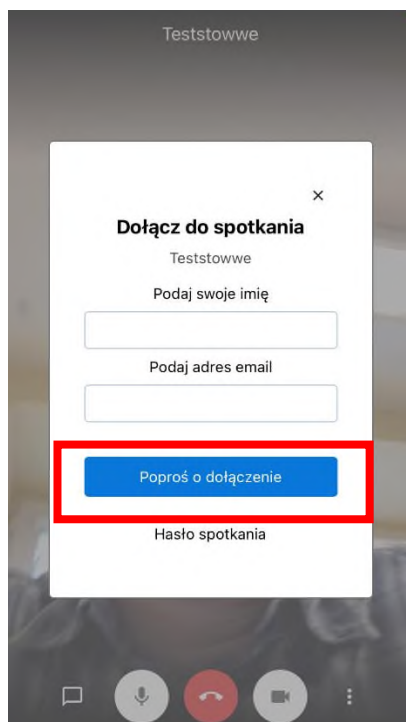 Teststowwe
Dołącz do spotkania
Teststowwe
Podaj swoje imię
Podaj adres email
Poproś o dołączenie
Hasło spotkania